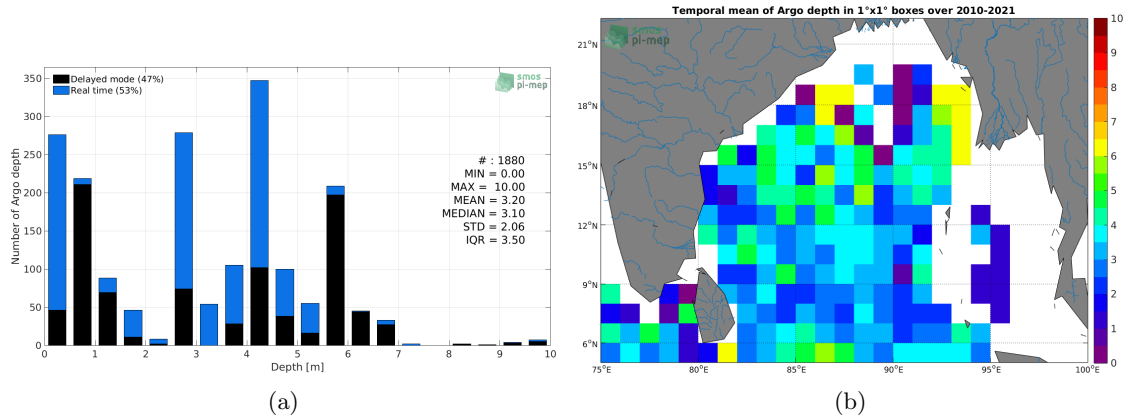 Temporal mean of Argo depth in 1°x1° boxes over 2010-2021
Delayed mode (47%)
Real time (53%)
smos
pi-mep
# : 1880
MIN = 0.00
MAX = 10.00
MEAN = 3.20
MEDIAN = 3.10
STD = 2.06
IQR = 3.50
Number of Argo depth
350
300
250
200
150
100
50
0
0 1 2 3 4 5 6 7 8 9 10
Depth [m]
(a)
smos
pi-mep
21°N
18°N
15°N
12°N
9°N
6°N
75°E 80°E 85°E 90°E 95°E 100°E
10
9
8
7
6
5
4
3
2
1
0
(b)